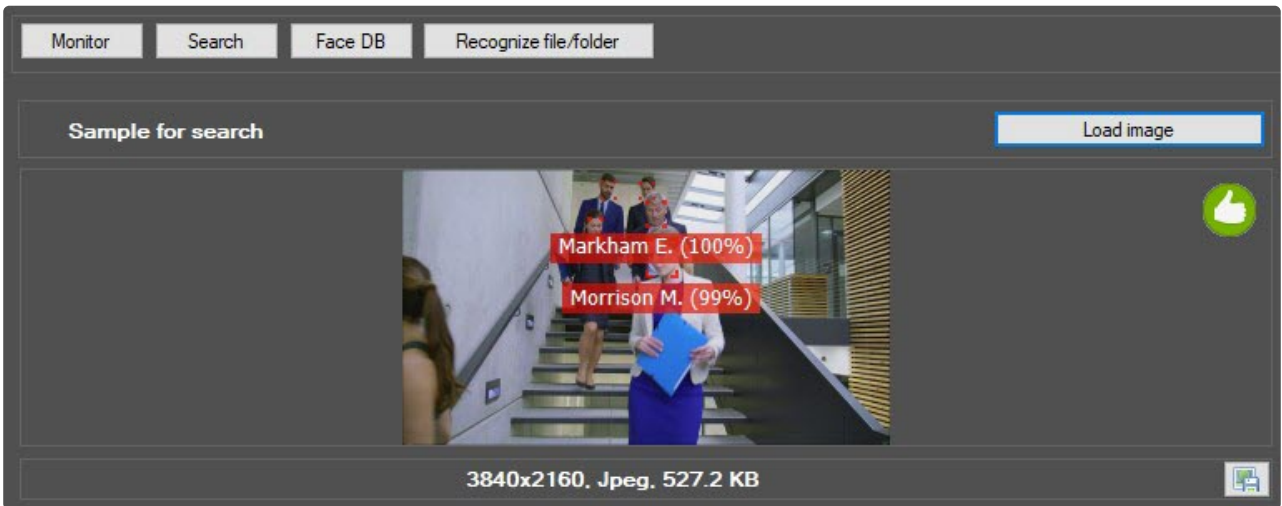 Monitor Search Face DB Recognize file/folder
Sample for search Load image
Markham E. (100%)
Morrison M. (99%)
3840x2160, Jpeg, 527.2 KB